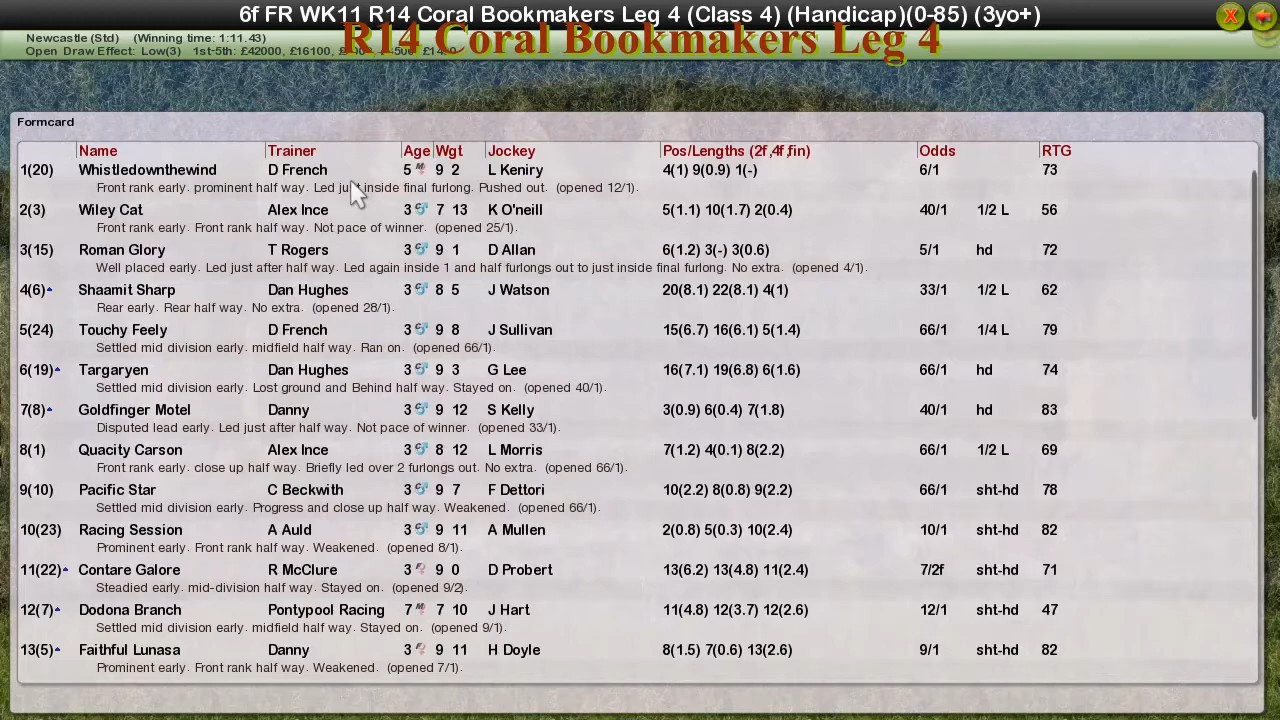 6f FR WK11 R14 Coral Bookmakers Leg 4 (Class 4) (Handicap)(0-85) (3yo+)
R14 Coral Bookmakers Leg 4
Newcastle (Std) (Winning time: 1:11.43)
Open Draw Effect: Low(3) 1st-5th: £42000, £16100,
Formcard
Name Trainer Age Wgt Jockey Pos/Lengths (2f,4f,fin) Odds RTG
1(20) Whistledownthewind D French 5 9 2 L Keniry 4(1) 9(0.9) 1(-) 6/1 73
Front rank early. prominent half way. Led just inside final furlong. Pushed out. (opened 12/1).
2(3) Wiley Cat Alex Ince 3 7 13 K O'neill 5(1.1) 10(1.7) 2(0.4) 40/1 1/2 L 56
Front rank early. Front rank half way. Not pace of winner. (opened 25/1).
3(15) Roman Glory T Rogers 3 9 1 D Allan 6(1.2) 3(-) 3(0.6) 5/1 hd 72
Well placed early. Led just after half way. Led again inside 1 and half furlongs out to just inside final furlong. No extra. (opened 4/1).
4(6) Shaamit Sharp Dan Hughes 3 8 5 J Watson 20(8.1) 22(8.1) 4(1) 33/1 1/2 L 62
Rear early. Rear half way. No extra. (opened 28/1).
5(24) Touchy Feely D French 3 9 8 J Sullivan 15(6.7) 16(6.1) 5(1.4) 66/1 1/4 L 79
Settled mid division early. midfield half way. Ran on. (opened 66/1).
6(19) Targaryen Dan Hughes 3 9 3 G Lee 16(7.1) 19(6.8) 6(1.6) 66/1 hd 74
Settled mid division early. Lost ground and Behind half way. Stayed on. (opened 40/1).
7(8) Goldfinger Motel Danny 3 9 12 S Kelly 3(0.9) 6(0.4) 7(1.8) 40/1 hd 83
Disputed lead early. Led just after half way. Not pace of winner. (opened 33/1).
8(1) Quacity Carson Alex Ince 3 8 12 L Morris 7(1.2) 4(0.1) 8(2.2) 66/1 1/2 L 69
Front rank early. close up half way. Briefly led over 2 furlongs out. No extra. (opened 66/1).
9(10) Pacific Star C Beckwith 3 9 7 F Dettori 10(2.2) 8(0.8) 9(2.2) 66/1 sht-hd 78
Settled mid division early. Progress and close up half way. Weakened. (opened 66/1).
10(23) Racing Session A Auld 3 9 11 A Mullen 2(0.8) 5(0.3) 10(2.4) 10/1 sht-hd 82
Prominent early. Front rank half way. Weakened. (opened 8/1).
11(22) Contare Galore R McClure 3 9 0 D Probert 13(6.2) 13(4.8) 11(2.4) 7/2f sht-hd 71
Steadied early. mid-division half way. Stayed on. (opened 9/2).
12(7) Dodona Branch Pontypool Racing 7 7 10 J Hart 11(4.8) 12(3.7) 12(2.6) 12/1 sht-hd 47
Settled mid division early. midfield half way. Stayed on. (opened 9/1).
13(5) Faithful Lunasa Danny 3 9 11 H Doyle 8(1.5) 7(0.6) 13(2.6) 9/1 sht-hd 82
Prominent early. Front rank half way. Weakened. (opened 7/1).